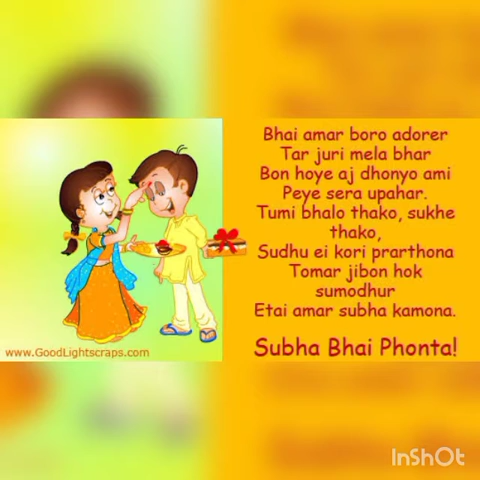 Bhai amar boro adorer
Tar juri mela bhar
Bon hoye aj dhonyo ami
Peye sera upahar.
Tumi bhalo thako, sukhe
thako,
Sudhu ei kori prarthona
Tomar jibon hok
sumodhur
Etai amar subha kamona.
Subha Bhai Phonta!
www.GoodLightscraps.com
InShOt